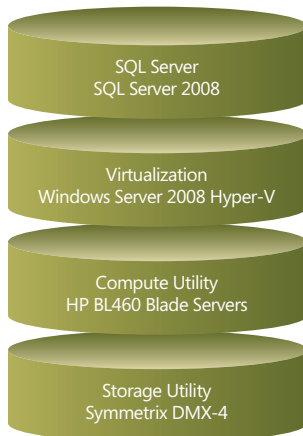 SQL Server
SQL Server 2008
Virtualization
Windows Server 2008 Hyper-V
Compute Utility
HP BL460 Blade Servers
Storage Utility
Symmetrix DMX-4